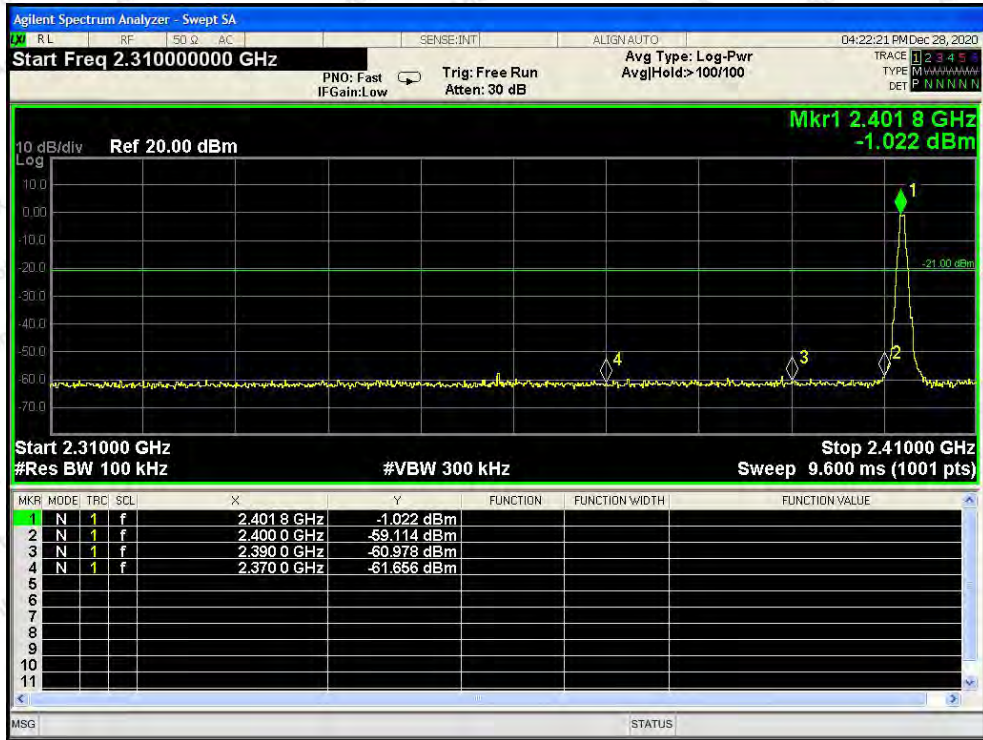 Agilent Spectrum Analyzer - Swept SA
LXI RL RF 50 Ω AC SENSE:INT ALIGNAUTO 04:22:21 PM Dec 28, 2020
Start Freq 2.310000000 GHz
PNO: Fast
IFGain:Low
Trig: Free Run
Atten: 30 dB
Avg Type: Log-Pwr
Avg|Hold:> 100/100
TRACE 1 2 3 4 5 6
TYPE M
DET P N N N N N
Mkr1 2.401 8 GHz
-1.022 dBm
10 dB/div Ref 20.00 dBm
Log
10.0
0.00
-10.0
-20.0
-30.0
-40.0
-50.0
-60.0
-70.0
1
-21.00 dBm
4
3
2
Start 2.31000 GHz Stop 2.41000 GHz
#Res BW 100 kHz #VBW 300 kHz Sweep 9.600 ms (1001 pts)
MKR MODE TRC SCL X Y FUNCTION FUNCTION WIDTH FUNCTION VALUE
1 N 1 f 2.401 8 GHz -1.022 dBm
2 N 1 f 2.400 0 GHz -59.114 dBm
3 N 1 f 2.390 0 GHz -60.978 dBm
4 N 1 f 2.370 0 GHz -61.656 dBm
5
6
7
8
9
10
11
MSG STATUS